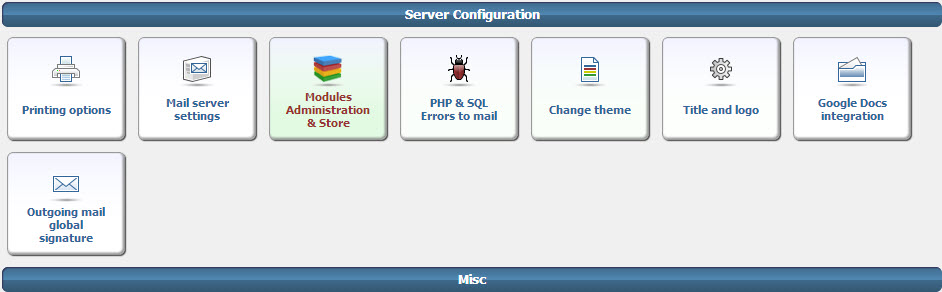 Server Configuration
Printing options
Mail server
settings
Modules
Administration
& Store
PHP & SQL
Errors to mail
Change theme
Title and logo
Google Docs
integration
Outgoing mail
global
signature
Misc